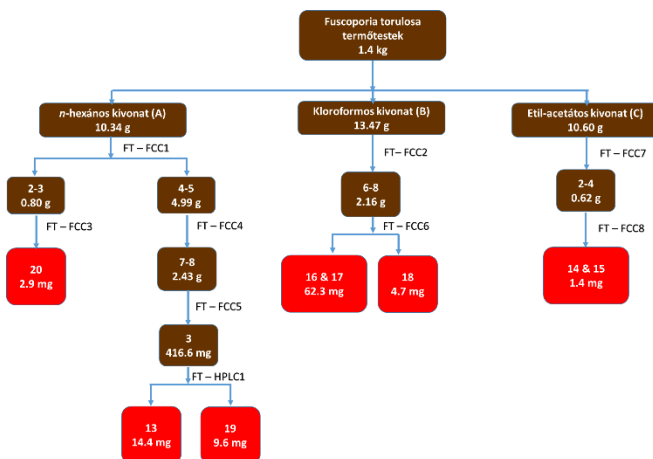 Fuscoporia torulosa
termőtestek
1.4 kg
n-hexános kivonat (A)
10.34 g
Kloroformos kivonat (B)
13.47 g
Etil-acetátos kivonat (C)
10.60 g
FT – FCC1
FT– FCC2
FT – FCC7
2-3
0.80 g
4-5
4.99 g
6-8
2.16 g
2-4
0.62 g
FT – FCC3
FT – FCC4
FT – FCC6
FT – FCC8
20
2.9 mg
7-8
2.43 g
16 & 17
62.3 mg
18
4.7 mg
14 & 15
1.4 mg
FT – FCC5
3
416.6 mg
FT – HPLC1
13
14.4 mg
19
9.6 mg